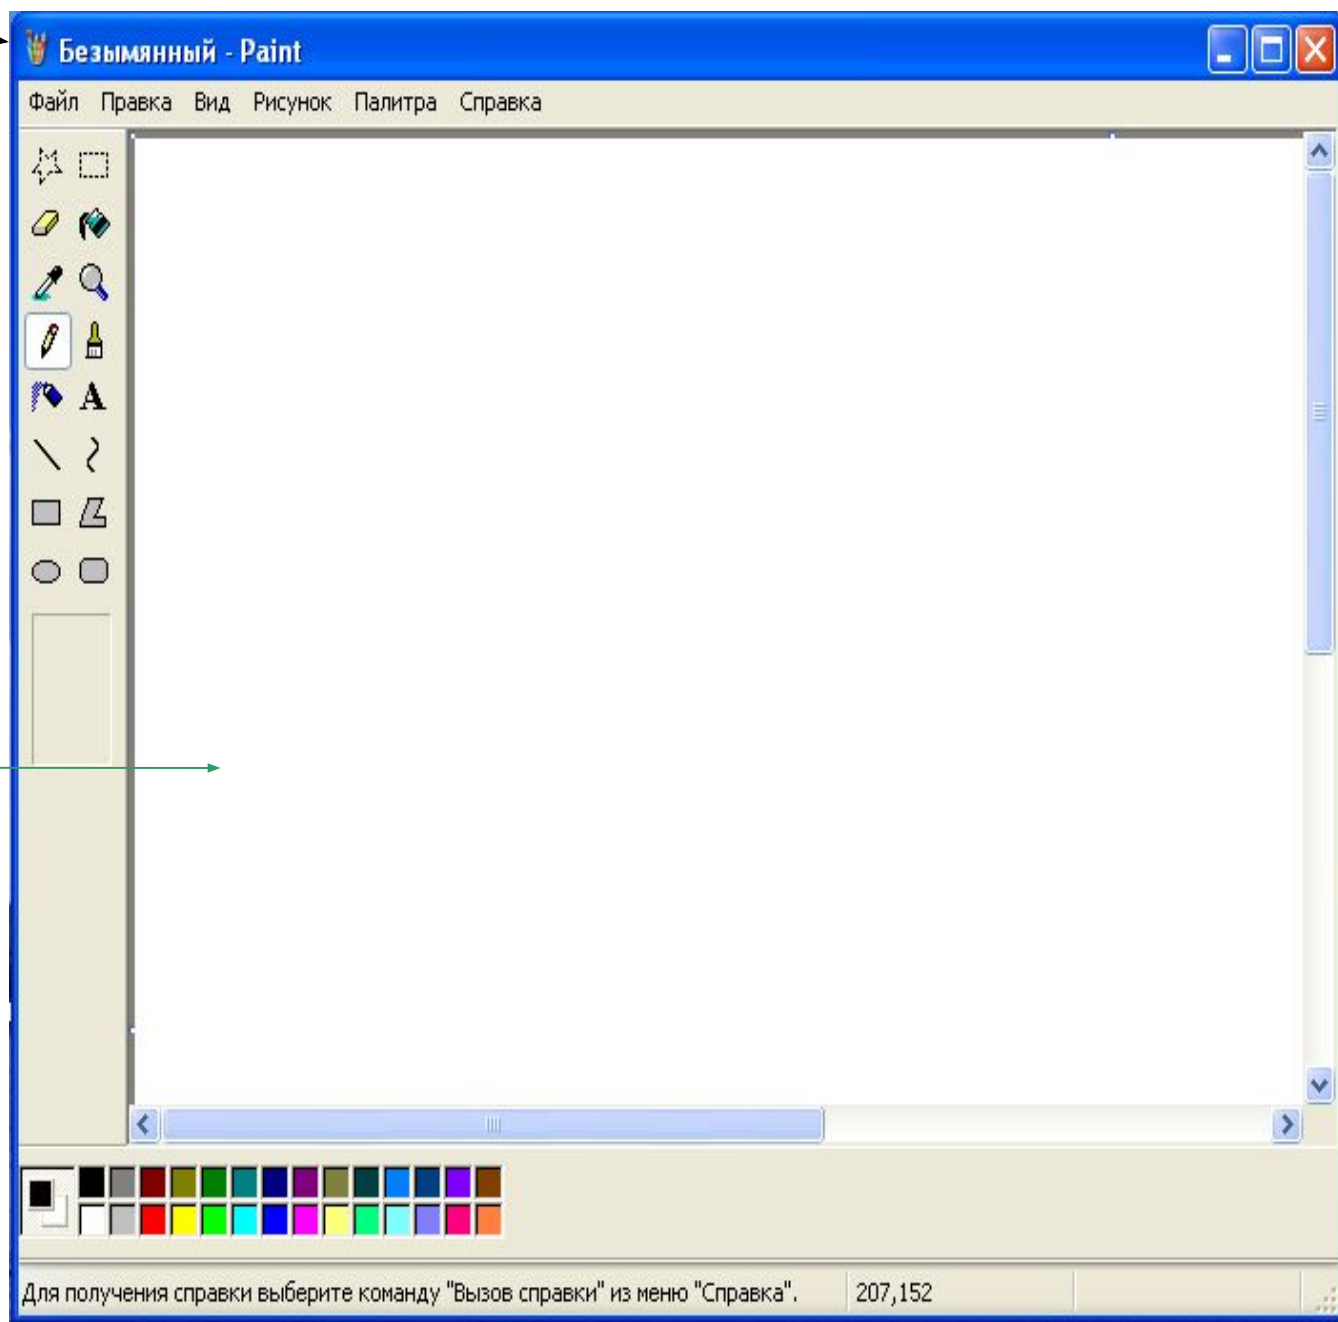 Безымянный - Paint
Файл Правка Вид Рисунок Палитра Справка
A
Для получения справки выберите команду "Вызов справки" из меню "Справка".
207,152